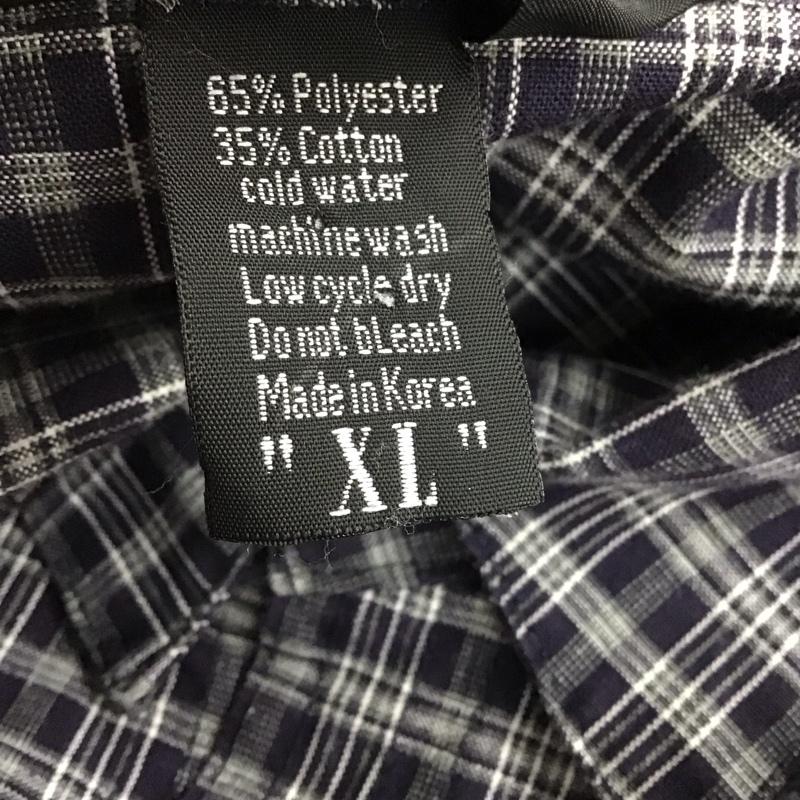 65% Polyester
35% Cotton
cold water
machine wash
Low cycle dry
Do not bLeach
Made in Korea
"XL"